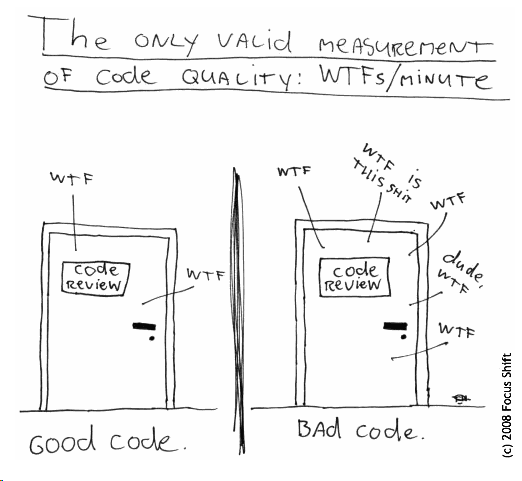 The ONLY VALID MEASUREMENT
OF Code QUALITY: WTFs/MINUTE
WTF
Code
REVIEW
WTF
Good Code.
WTF
WTF IS
THIS SHIT
WTF
Code
REVIEW
dude,
WTF
WTF
BAd Code.
(c) 2008 Focus Shift